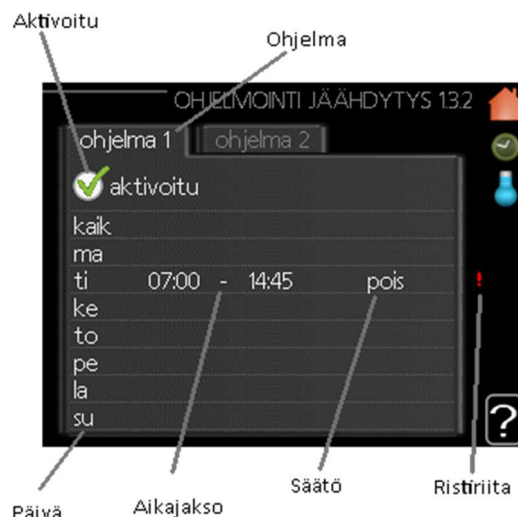 Aktivoitu
Ohjelma
OHJELMOINTI JÄÄHDYTYS 1.3.2
ohjelma 1 ohjelma 2
aktivoitu
kaik
ma
ti 07:00 - 14:45 pois !
ke
to
pe
la
su
?
Päivä Aikajakso Säätö Ristiriita